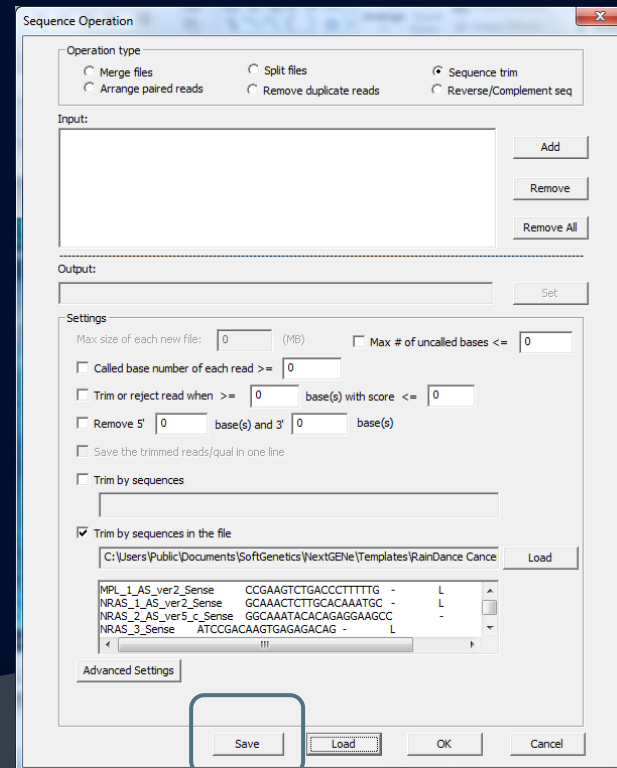 Sequence Operation
Operation type
Merge files Split files Sequence trim
Arrange paired reads Remove duplicate reads Reverse/Complement seq
Input:
Add
Remove
Remove All
Output:
Set
Settings
Max size of each new file: 0 (MB) Max # of uncalled bases <= 0
Called base number of each read >= 0
Trim or reject read when >= 0 base(s) with score <= 0
Remove 5' 0 base(s) and 3' 0 base(s)
Save the trimmed reads/qual in one line
Trim by sequences
Trim by sequences in the file
C:\Users\Public\Documents\SoftGenetics\NextGENe\Templates\RainDance Cance Load
MPL_1_AS_ver2_Sense CCGAAGTCTGACCCTTTTTG - L
NRAS_1_AS_ver2_Sense GCAAACTCTTGCACAAATGC - L
NRAS_2_AS_ver5_c_Sense GGCAAATACACAGAGGAAGCC -
NRAS_3_Sense ATCCGACAAGTGAGAGACAG - L
Advanced Settings
Save Load OK Cancel